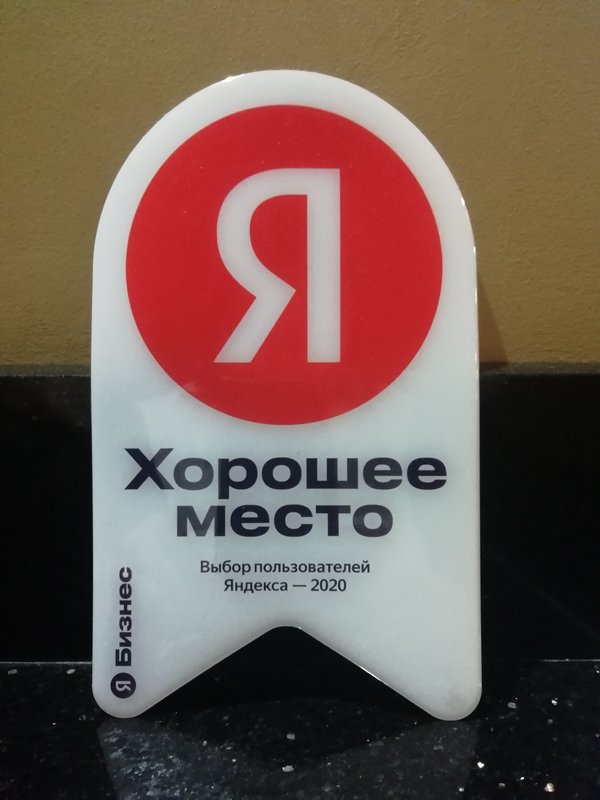 Я
Хорошее
место
Выбор пользователей
Яндекса — 2020
Я Бизнес